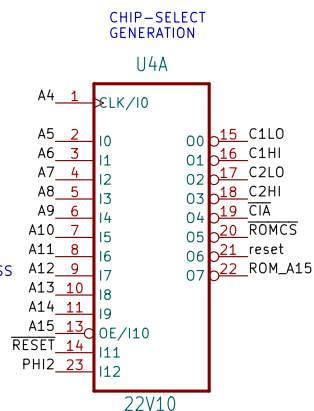 CHIP-SELECT
GENERATION
U4A
A4 1 CLK/I0
A5 2 I0 O0 15 C1LO
A6 3 I1 O1 16 C1HI
A7 4 I2 O2 17 C2LO
A8 5 I3 O3 18 C2HI
A9 6 I4 O4 19 CIA
A10 7 I5 O5 20 ROMCS
A11 8 I6 O6 21 reset
SS A12 9 I7 O7 22 ROM_A15
A13 10 I8
A14 11 I9
A15 13 OE/I10
RESET 14 I11
PHI2 23 I12
22V10